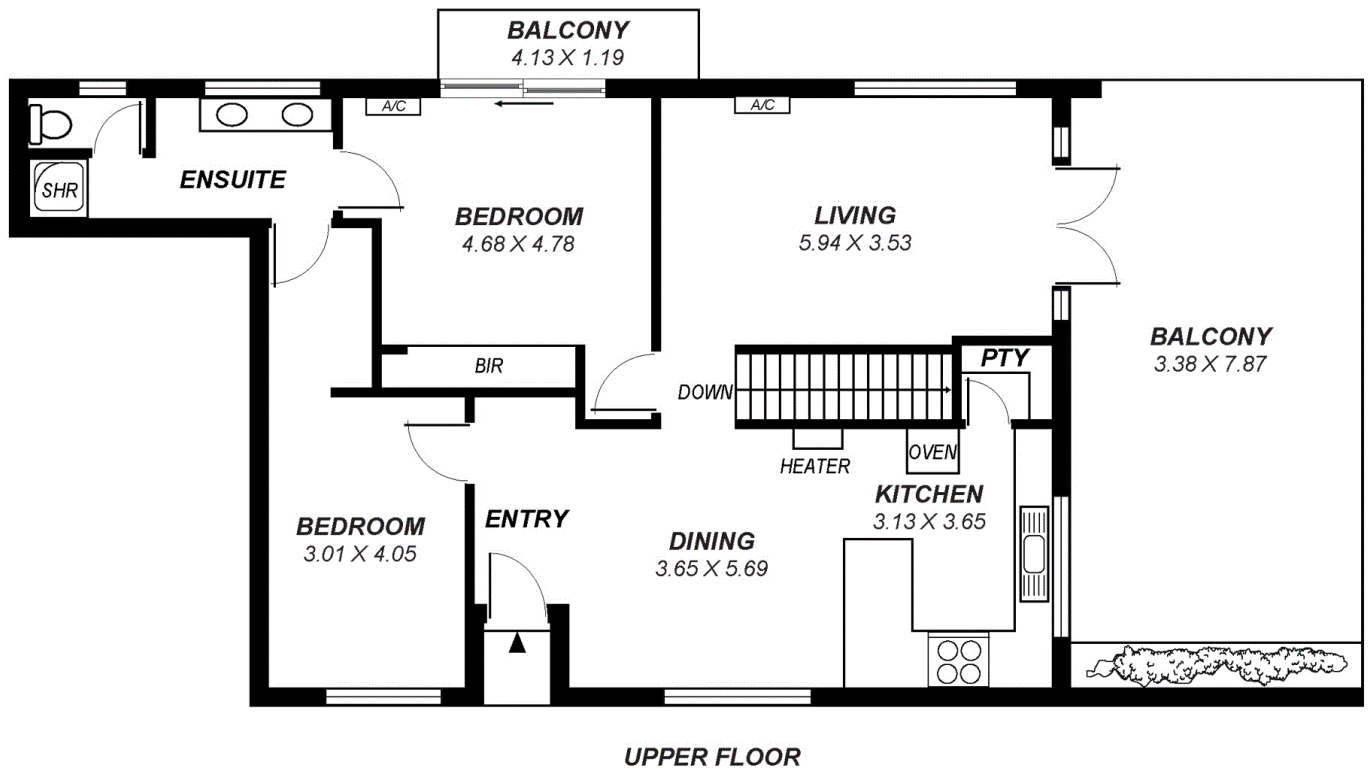 BALCONY
4.13 X 1.19
A/C
A/C
SHR
ENSUITE
BEDROOM
4.68 X 4.78
LIVING
5.94 X 3.53
BALCONY
3.38 X 7.87
BIR
PTY
DOWN
HEATER
OVEN
KITCHEN
3.13 X 3.65
BEDROOM
3.01 X 4.05
ENTRY
DINING
3.65 X 5.69
UPPER FLOOR